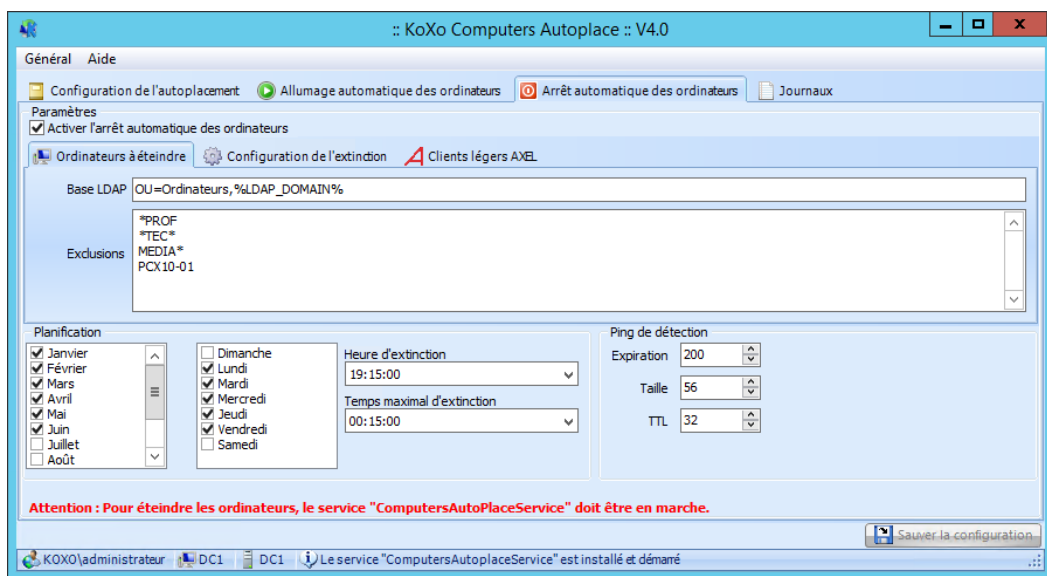 :: KoXo Computers Autoplace :: V4.0
Général Aide
Configuration de l'autoplacement Allumage automatique des ordinateurs Arrêt automatique des ordinateurs Journaux
Paramètres
Activer l'arrêt automatique des ordinateurs
Ordinateurs à éteindre Configuration de l'extinction Clients légers AXEL
Base LDAP OU=Ordinateurs,%LDAP_DOMAIN%
Exclusions
*PROF
*TEC*
MEDIA*
PCX10-01
Planification
Janvier
Février
Mars
Avril
Mai
Juin
Juillet
Août
Dimanche
Lundi
Mardi
Mercredi
Jeudi
Vendredi
Samedi
Heure d'extinction
19:15:00
Temps maximal d'extinction
00:15:00
Ping de détection
Expiration 200
Taille 56
TTL 32
Attention : Pour éteindre les ordinateurs, le service "ComputersAutoPlaceService" doit être en marche.
Sauver la configuration
KOXO\administrateur DC1 DC1 Le service "ComputersAutoplaceService" est installé et démarré